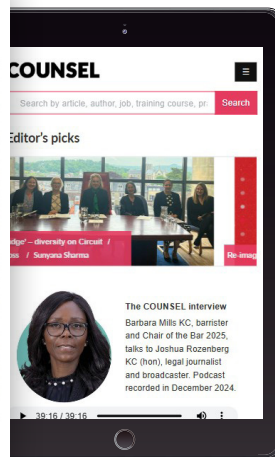 COUNSEL
Search by article, author, job, training course, pr
Search
Editor's picks
dge' – diversity on Circuit /
oss / Sunyana Sharma
Re-imag
The COUNSEL interview
Barbara Mills KC, barrister
and Chair of the Bar 2025,
talks to Joshua Rozenberg
KC (hon), legal journalist
and broadcaster. Podcast
recorded in December 2024.
39:16 / 39:16